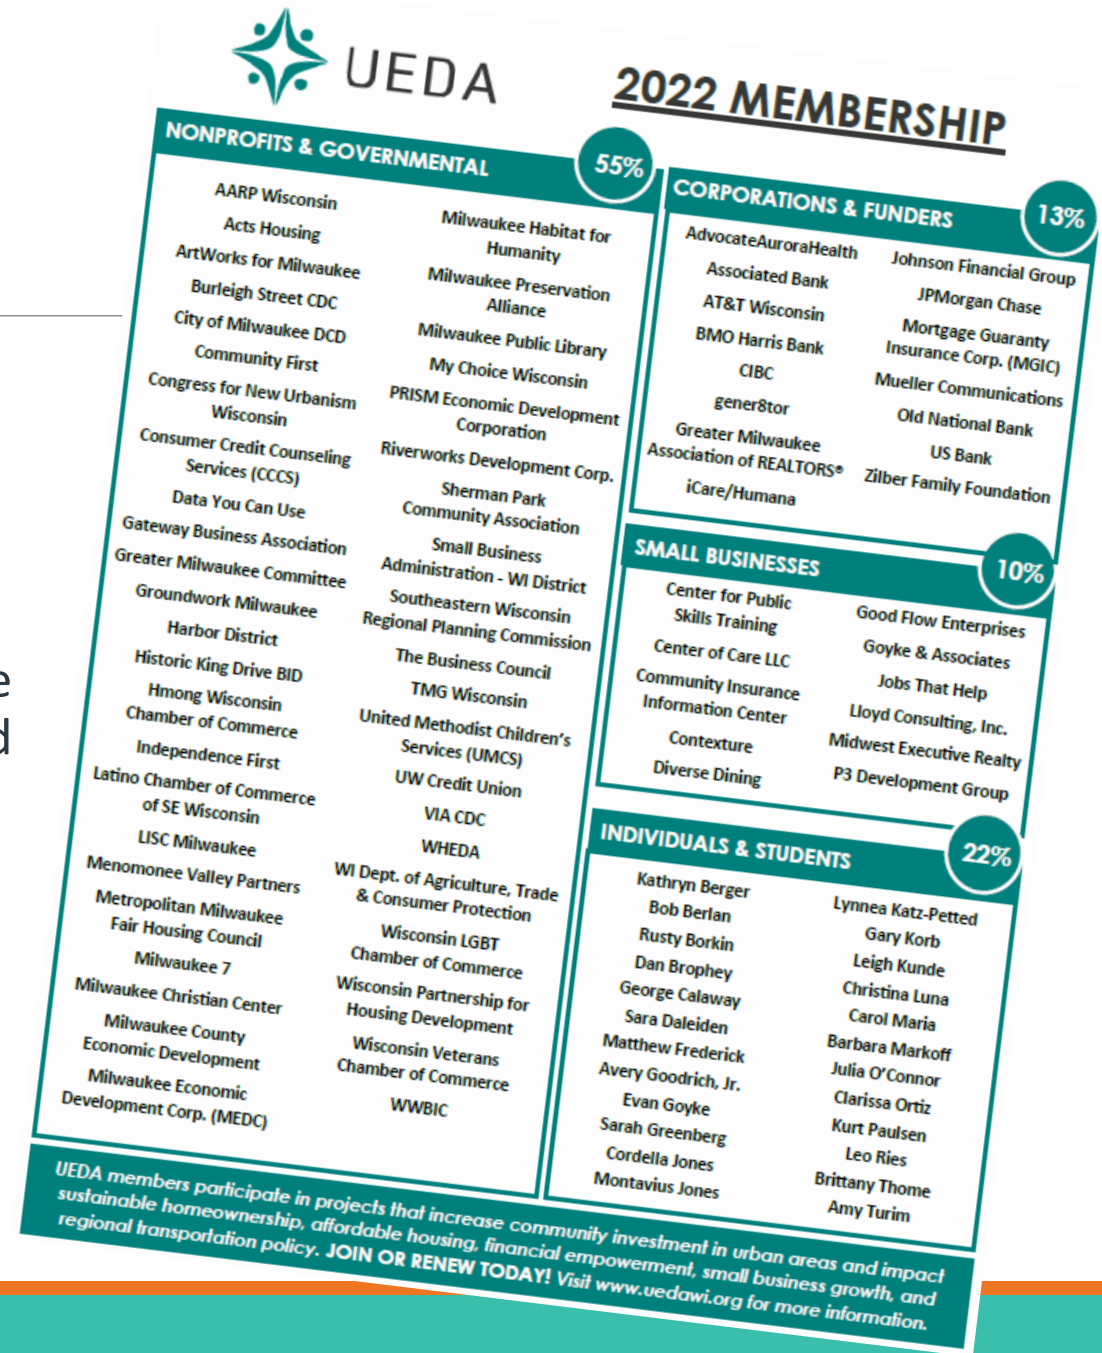 e
d
UEDA
2022 MEMBERSHIP
NONPROFITS & GOVERNMENTAL
55%
AARP Wisconsin
Acts Housing
ArtWorks for Milwaukee
Burleigh Street CDC
City of Milwaukee DCD
Community First
Congress for New Urbanism
Wisconsin
Consumer Credit Counseling
Services (CCCS)
Data You Can Use
Gateway Business Association
Greater Milwaukee Committee
Groundwork Milwaukee
Harbor District
Historic King Drive BID
Hmong Wisconsin
Chamber of Commerce
Independence First
Latino Chamber of Commerce
of SE Wisconsin
LISC Milwaukee
Menomonee Valley Partners
Metropolitan Milwaukee
Fair Housing Council
Milwaukee 7
Milwaukee Christian Center
Milwaukee County
Economic Development
Milwaukee Economic
Development Corp. (MEDC)
Milwaukee Habitat for
Humanity
Milwaukee Preservation
Alliance
Milwaukee Public Library
My Choice Wisconsin
PRISM Economic Development
Corporation
Riverworks Development Corp.
Sherman Park
Community Association
Small Business
Administration - WI District
Southeastern Wisconsin
Regional Planning Commission
The Business Council
TMG Wisconsin
United Methodist Children's
Services (UMCS)
UW Credit Union
VIA CDC
WHEDA
WI Dept. of Agriculture, Trade
& Consumer Protection
Wisconsin LGBT
Chamber of Commerce
Wisconsin Partnership for
Housing Development
Wisconsin Veterans
Chamber of Commerce
WWBIC
CORPORATIONS & FUNDERS
13%
AdvocateAuroraHealth
Associated Bank
AT&T Wisconsin
BMO Harris Bank
CIBC
gener8tor
Greater Milwaukee
Association of REALTORS®
iCare/Humana
Johnson Financial Group
JPMorgan Chase
Mortgage Guaranty
Insurance Corp. (MGIC)
Mueller Communications
Old National Bank
US Bank
Zilber Family Foundation
SMALL BUSINESSES
10%
Center for Public
Skills Training
Center of Care LLC
Community Insurance
Information Center
Contexture
Diverse Dining
Good Flow Enterprises
Goyke & Associates
Jobs That Help
Lloyd Consulting, Inc.
Midwest Executive Realty
P3 Development Group
INDIVIDUALS & STUDENTS
22%
Kathryn Berger
Bob Berlan
Rusty Borkin
Dan Brophey
George Calaway
Sara Daleiden
Matthew Frederick
Avery Goodrich, Jr.
Evan Goyke
Sarah Greenberg
Cordella Jones
Montavius Jones
Lynnea Katz-Petted
Gary Korb
Leigh Kunde
Christina Luna
Carol Maria
Barbara Markoff
Julia O'Connor
Clarissa Ortiz
Kurt Paulsen
Leo Ries
Brittany Thome
Amy Turim
UEDA members participate in projects that increase community investment in urban areas and impact
sustainable homeownership, affordable housing, financial empowerment, small business growth, and
regional transportation policy. JOIN OR RENEW TODAY! Visit www.uedawi.org for more information.